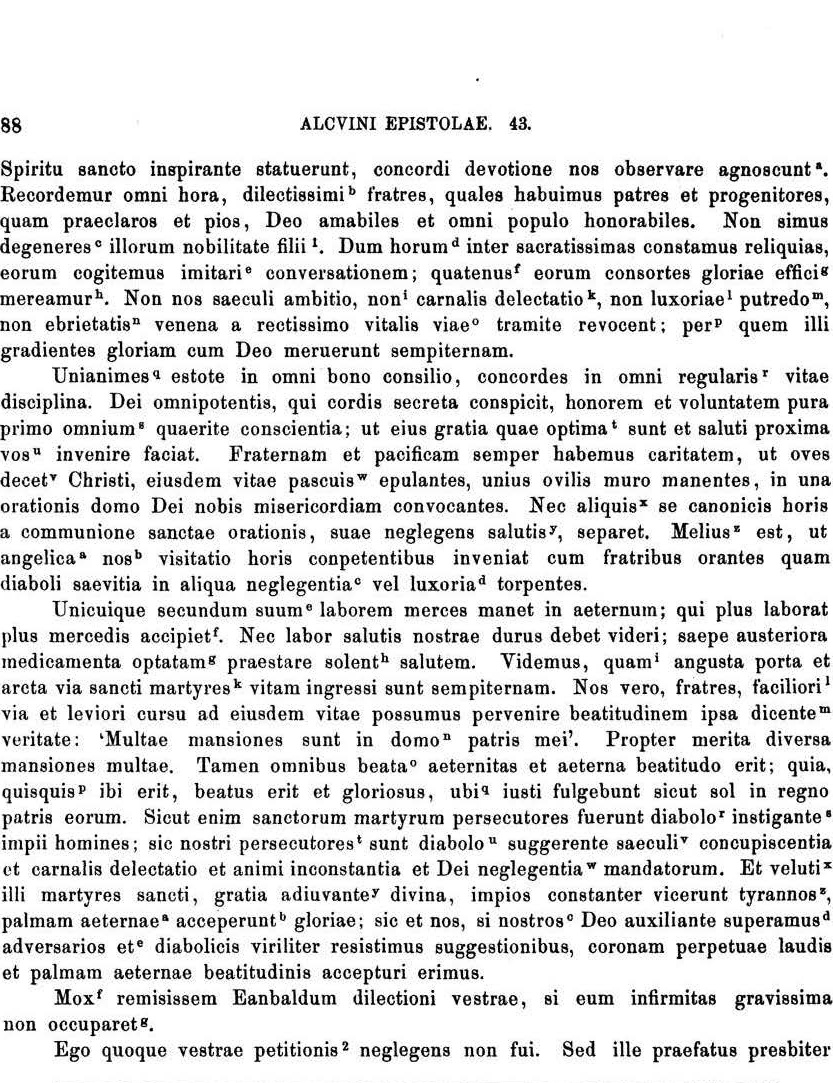 88 ALCVINI EPISTOLAE. 43.
Spiritu sancto inspirante statuerunt, concordi devotione nos observare agnoscunt ᵃ.
Recordemur omni hora, dilectissimi ᵇ fratres, quales habuimus patres et progenitores,
quam praeclaros et pios, Deo amabiles et omni populo honorabiles. Non simus
degeneres ᶜ illorum nobilitate filii ¹. Dum horum ᵈ inter sacratissimas constamus reliquias,
eorum cogitemus imitari ᵉ conversationem; quatenus ᶠ eorum consortes gloriae effici ᵍ
mereamur ʰ. Non nos saeculi ambitio, non ⁱ carnalis delectatio ᵏ, non luxoriae ˡ putredo ᵐ,
non ebrietatis ⁿ venena a rectissimo vitalis viae ᵒ tramite revocent; per ᵖ quem illi
gradientes gloriam cum Deo meruerunt sempiternam.
Unianimes q estote in omni bono consilio, concordes in omni regularis ʳ vitae
disciplina. Dei omnipotentis, qui cordis secreta conspicit, honorem et voluntatem pura
primo omnium ˢ quaerite conscientia; ut eius gratia quae optima ᵗ sunt et saluti proxima
vos ᵘ invenire faciat. Fraternam et pacificam semper habemus caritatem, ut oves
decet ᵛ Christi, eiusdem vitae pascuis ʷ epulantes, unius ovilis muro manentes, in una
orationis domo Dei nobis misericordiam convocantes. Nec aliquis ˣ se canonicis horis
a communione sanctae orationis, suae neglegens salutis ʸ, separet. Melius ᶻ est, ut
angelica ᵃ nos ᵇ visitatio horis conpetentibus inveniat cum fratribus orantes quam
diaboli saevitia in aliqua neglegentia ᶜ vel luxoria ᵈ torpentes.
Unicuique secundum suum ᵉ laborem merces manet in aeternum; qui plus laborat
plus mercedis accipiet ᶠ. Nec labor salutis nostrae durus debet videri; saepe austeriora
medicamenta optatam ᵍ praestare solent ʰ salutem. Videmus, quam ⁱ angusta porta et
arcta via sancti martyres ᵏ vitam ingressi sunt sempiternam. Nos vero, fratres, faciliori ˡ
via et leviori cursu ad eiusdem vitae possumus pervenire beatitudinem ipsa dicente ᵐ
veritate: ‘Multae mansiones sunt in domo ⁿ patris mei’. Propter merita diversa
mansiones multae. Tamen omnibus beata ᵒ aeternitas et aeterna beatitudo erit; quia,
quisquis ᵖ ibi erit, beatus erit et gloriosus, ubi q iusti fulgebunt sicut sol in regno
patris eorum. Sicut enim sanctorum martyrum persecutores fuerunt diabolo ʳ instigante ˢ
impii homines; sic nostri persecutores ᵗ sunt diabolo ᵘ suggerente saeculi ᵛ concupiscentia
et carnalis delectatio et animi inconstantia et Dei neglegentia ʷ mandatorum. Et veluti ˣ
illi martyres sancti, gratia adiuvante ʸ divina, impios constanter vicerunt tyrannos ᶻ,
palmam aeternae ᵃ acceperunt ᵇ gloriae; sic et nos, si nostros ᶜ Deo auxiliante superamus ᵈ
adversarios et ᵉ diabolicis viriliter resistimus suggestionibus, coronam perpetuae laudis
et palmam aeternae beatitudinis accepturi erimus.
Mox ᶠ remisissem Eanbaldum dilectioni vestrae, si eum infirmitas gravissima
non occuparet ᵍ.
Ego quoque vestrae petitionis ² neglegens non fui. Sed ille praefatus presbiter